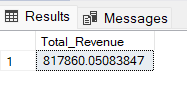 Results Messages
Total_Revenue
1 817860.05083847